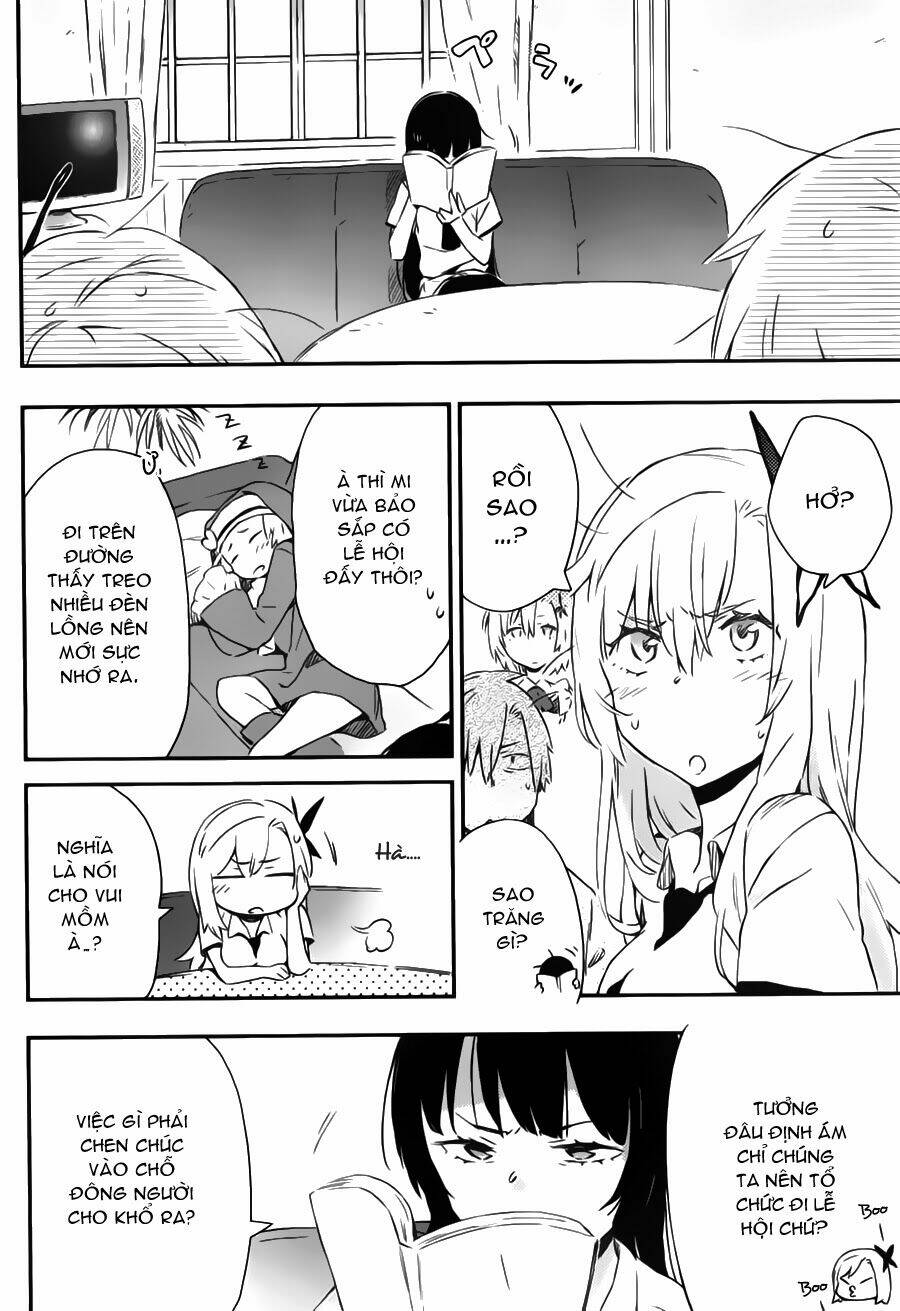 ペラ
HỞ?
RỒI
SAO
...?
SAO
TRĂNG
GÌ?
À THÌ MI
VỪA BẢO
SẮP CÓ
LỄ HỘI
ĐẤY THÔI?
Z
Z
Z
Ừ,
ĐI TRÊN
ĐƯỜNG
THẤY TREO
NHIỀU ĐÈN
LỒNG NÊN
MỚI SỰC
NHỚ RA.
Hà....
NGHĨA
LÀ NÓI
CHO VUI
MỒM
À..?
TƯỞNG
ĐÂU ĐỊNH ÁM
CHỈ CHÚNG
TA NÊN TỔ
CHỨC ĐI LỄ
HỘI CHỨ?
BOO
BOO
VIỆC GÌ PHẢI
CHEN CHÚC
VÀO CHỖ
ĐÔNG NGƯỜI
CHO KHỔ RA?